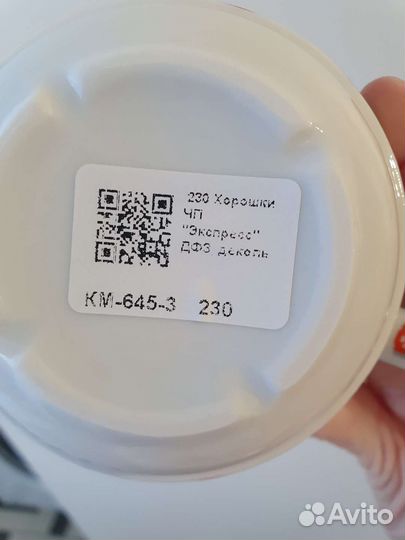 230 Хорошки
ЧП
"Экспресс"
ДФЗ деколь
КМ-645-3 230
Avito